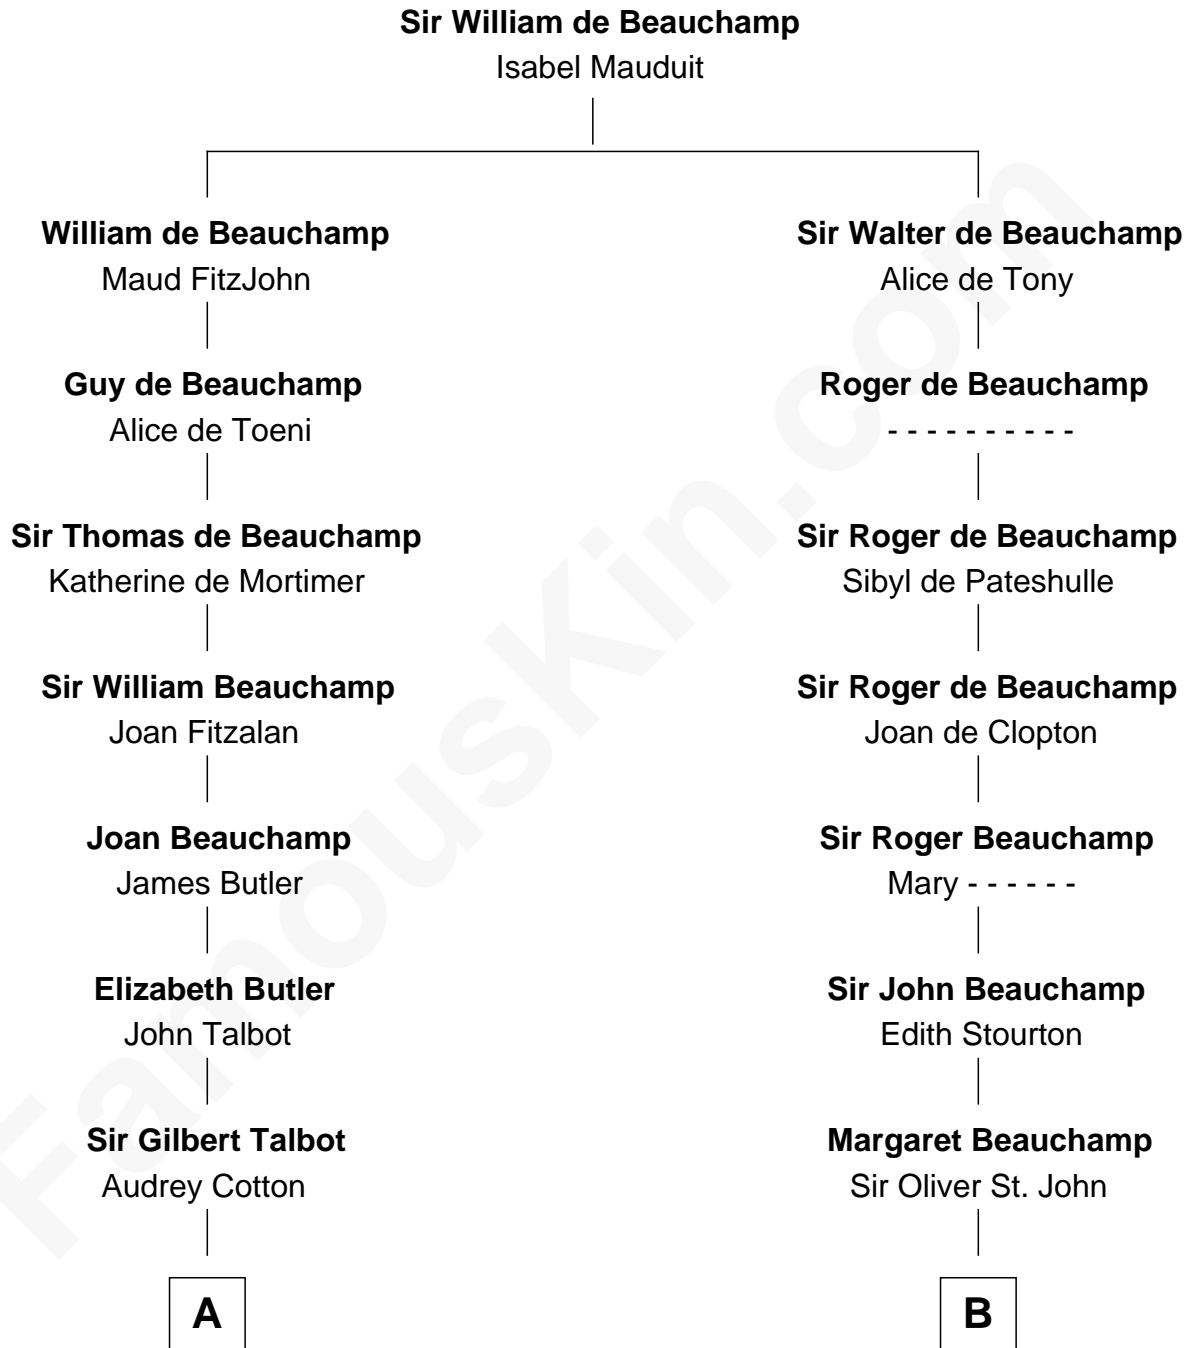 Sir William de Beauchamp
Isabel Mauduit
William de Beauchamp
Maud FitzJohn
Sir Walter de Beauchamp
Alice de Tony
Guy de Beauchamp
Alice de Toeni
Roger de Beauchamp
- - - - - - - - - -
Sir Thomas de Beauchamp
Katherine de Mortimer
Sir Roger de Beauchamp
Sibyl de Pateshulle
Sir William Beauchamp
Joan Fitzalan
Sir Roger de Beauchamp
Joan de Clopton
Joan Beauchamp
James Butler
Sir Roger Beauchamp
Mary - - - - - -
Elizabeth Butler
John Talbot
Sir John Beauchamp
Edith Stourton
Sir Gilbert Talbot
Audrey Cotton
Margaret Beauchamp
Sir Oliver St. John
A
B
FamousKin.com